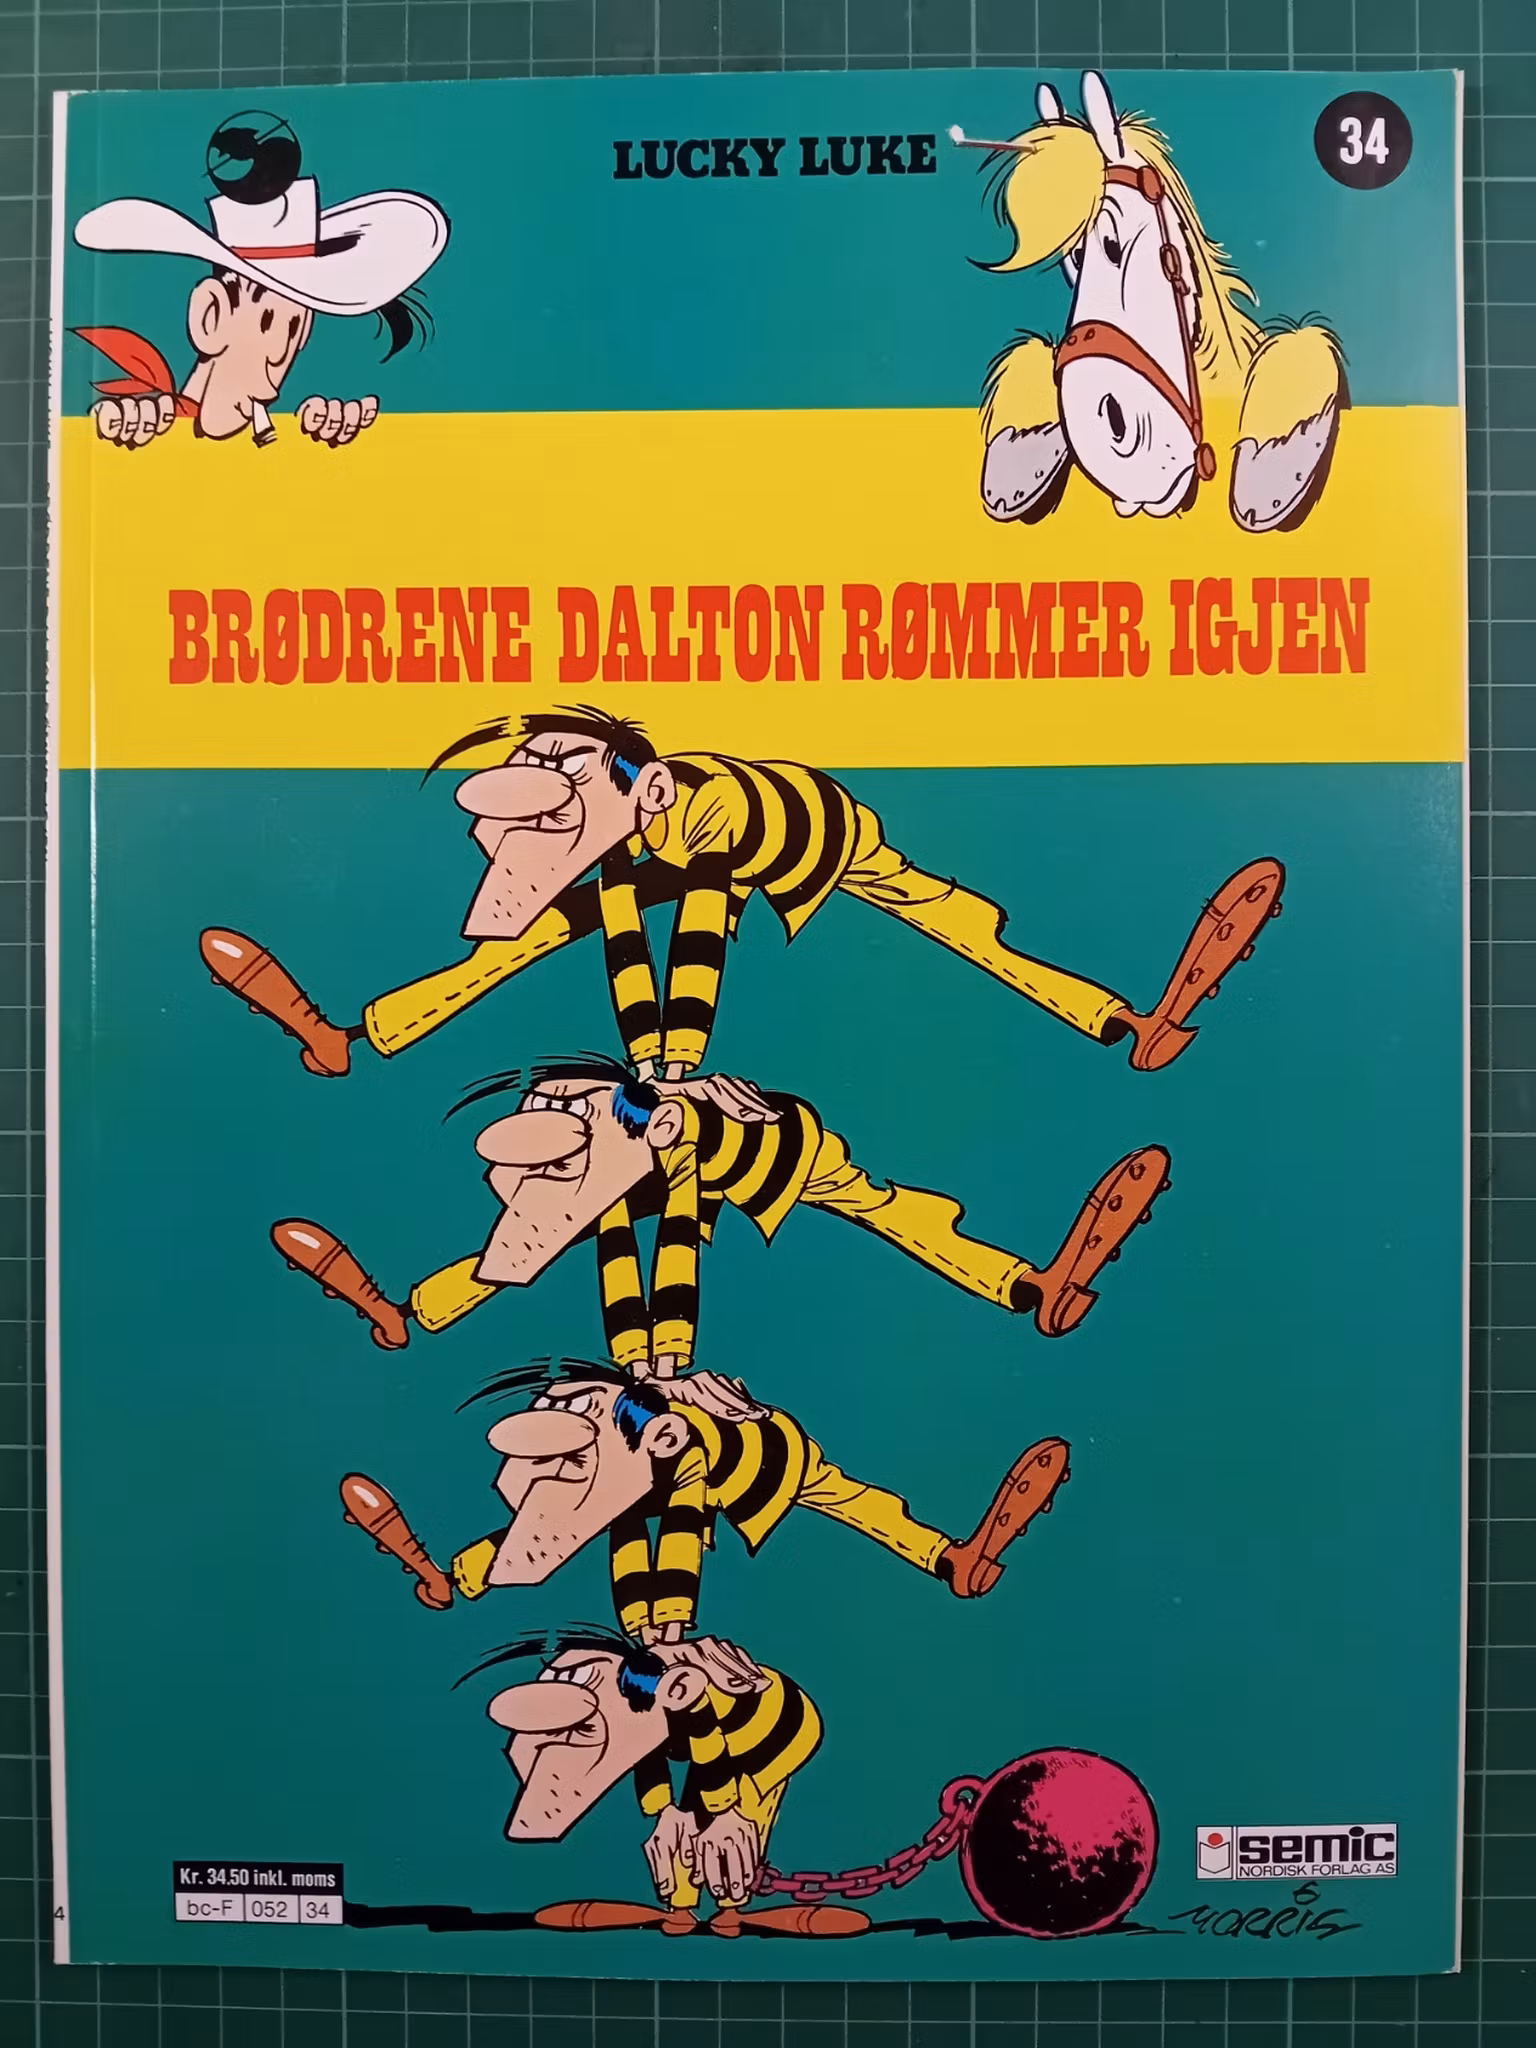 LUCKY LUKE
34
BRØDRENE DALTON RØMMER IGJEN
Kr. 34.50 inkl. moms
bc-F 052 34
4
semic
NORDISK FORLAG AS
MORRIS